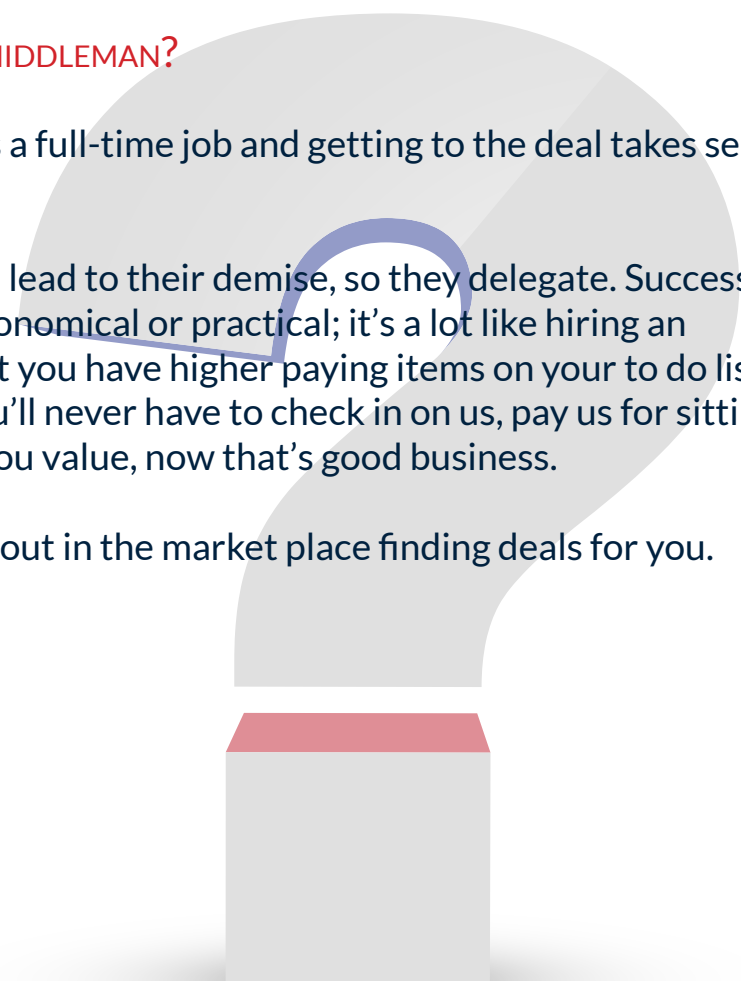 IDDLEMAN?
a full-time job and getting to the deal takes se
lead to their demise, so they delegate. Success
onomical or practical; it’s a lot like hiring an
t you have higher paying items on your to do lis
u’ll never have to check in on us, pay us for sitti
ou value, now that’s good business.
out in the market place finding deals for you.